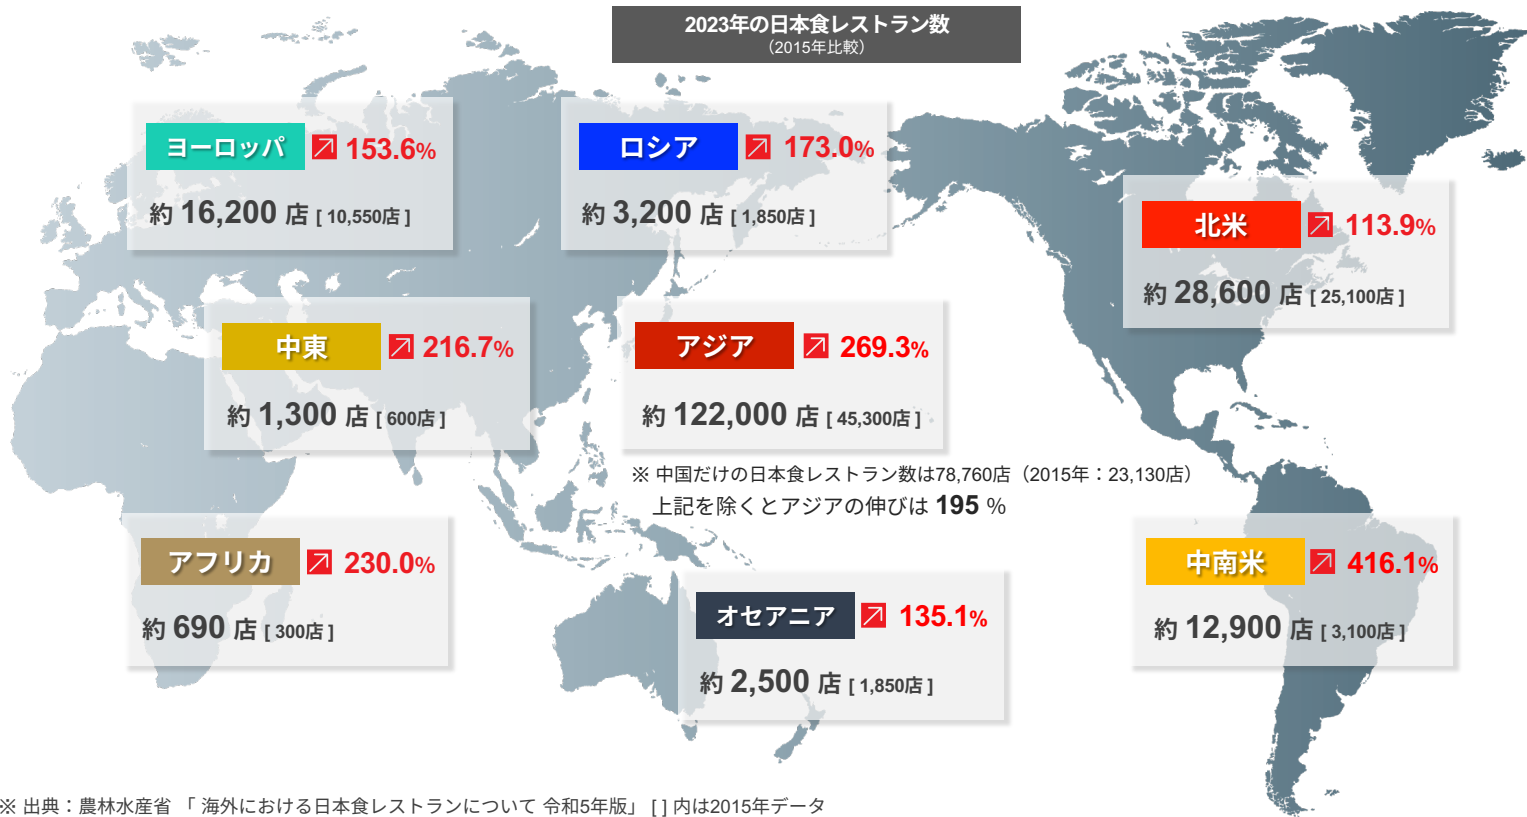 2023年の日本食レストラン数
（2015年比較）
ヨーロッパ 153.6%
約 16,200 店 [ 10,550店 ]
ロシア 173.0%
約 3,200 店 [ 1,850店 ]
北米 113.9%
約 28,600 店 [ 25,100店 ]
中東 216.7%
約 1,300 店 [ 600店 ]
アジア 269.3%
約 122,000 店 [ 45,300店 ]
※ 中国だけの日本食レストラン数は78,760店（2015年：23,130店）
上記を除くとアジアの伸びは 195 %
アフリカ 230.0%
約 690 店 [ 300店 ]
オセアニア 135.1%
約 2,500 店 [ 1,850店 ]
中南米 416.1%
約 12,900 店 [ 3,100店 ]
※ 出典：農林水産省 「 海外における日本食レストランについて 令和5年版」 [ ] 内は2015年データ